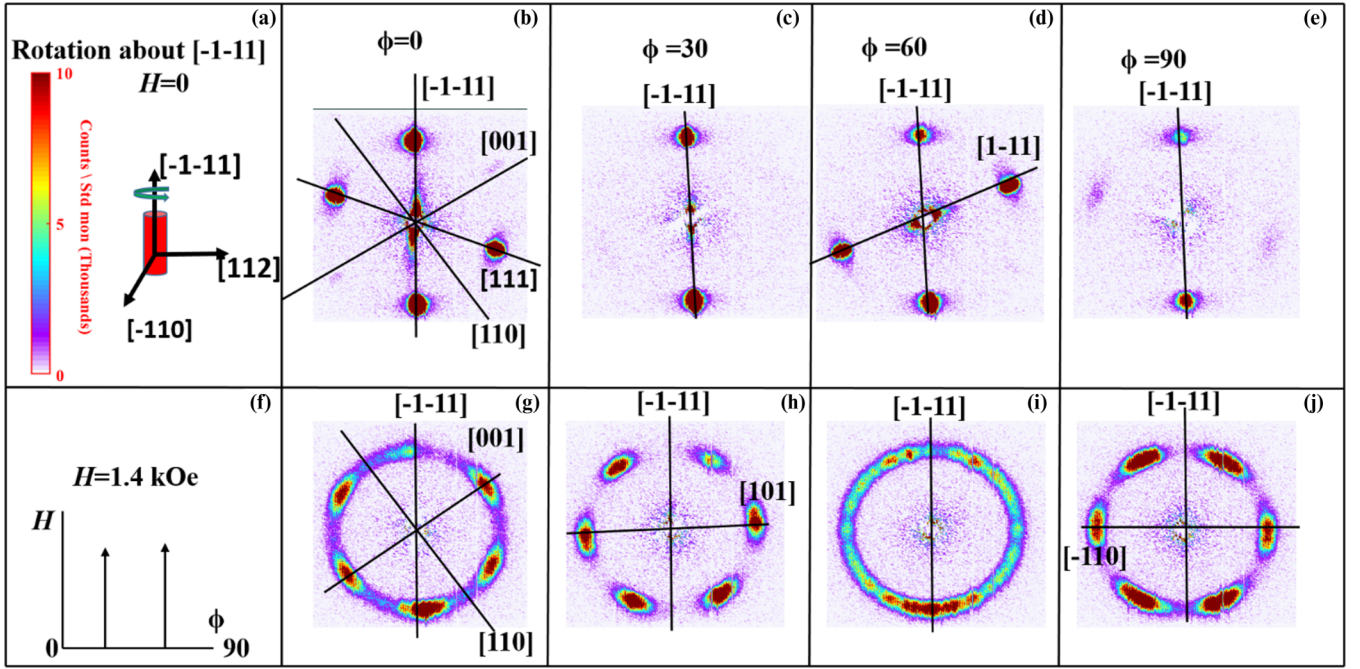 (a)
Rotation about [-1-11]
H=0
10
5
0
Counts \ Std mon (Thousands)
[-1-11]
[112]
[-110]
(b)
ϕ=0
[-1-11]
[001]
[111]
[110]
(c)
ϕ =30
[-1-11]
(d)
ϕ =60
[-1-11]
[1-11]
(e)
ϕ =90
[-1-11]
(f)
H=1.4 kOe
H
0
ϕ
90
(g)
[-1-11]
[001]
[110]
(h)
[-1-11]
[101]
(i)
[-1-11]
(j)
[-1-11]
[-110]